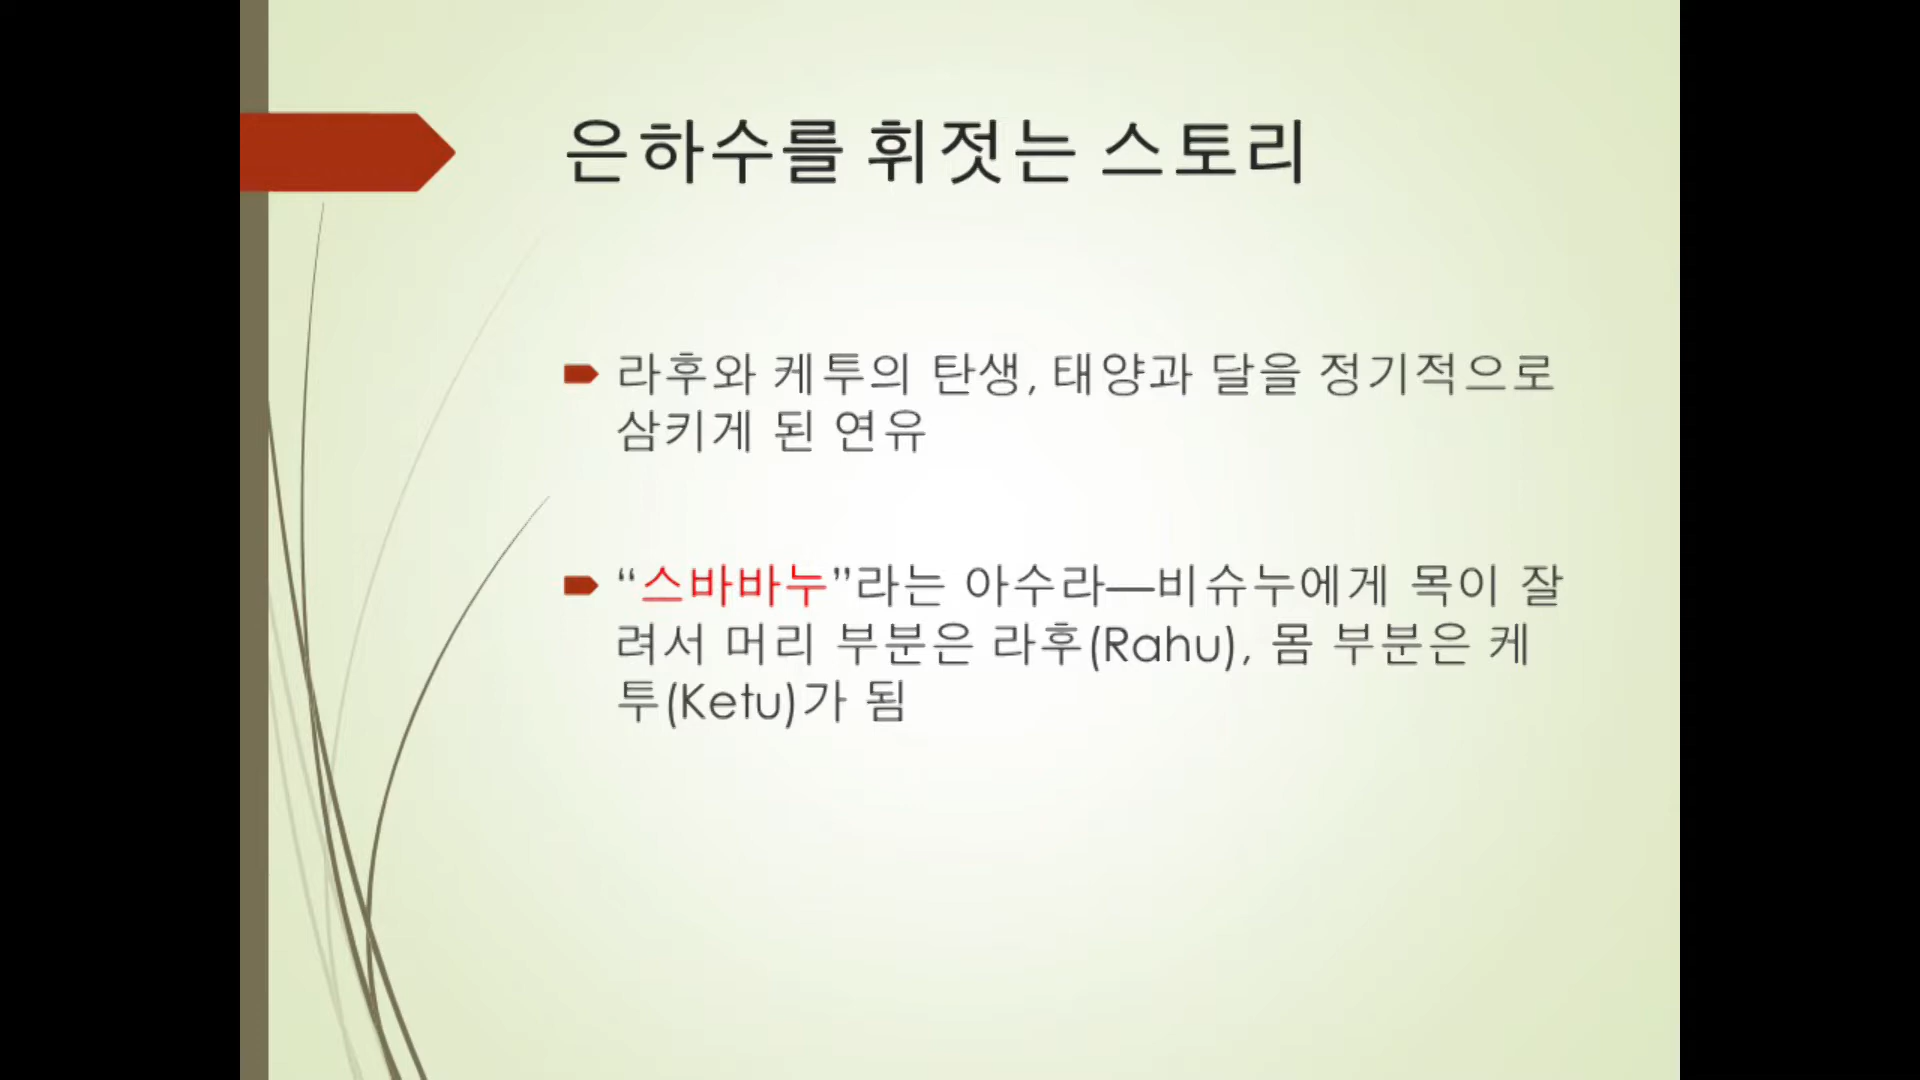 은하수를 휘젓는 스토리
라후와 케투의 탄생, 태양과 달을 정기적으로
삼키게 된 연유
“스바바누”라는 아수라—비슈누에게 목이 잘
려서 머리 부분은 라후(Rahu), 몸 부분은 케
투(Ketu)가 됨